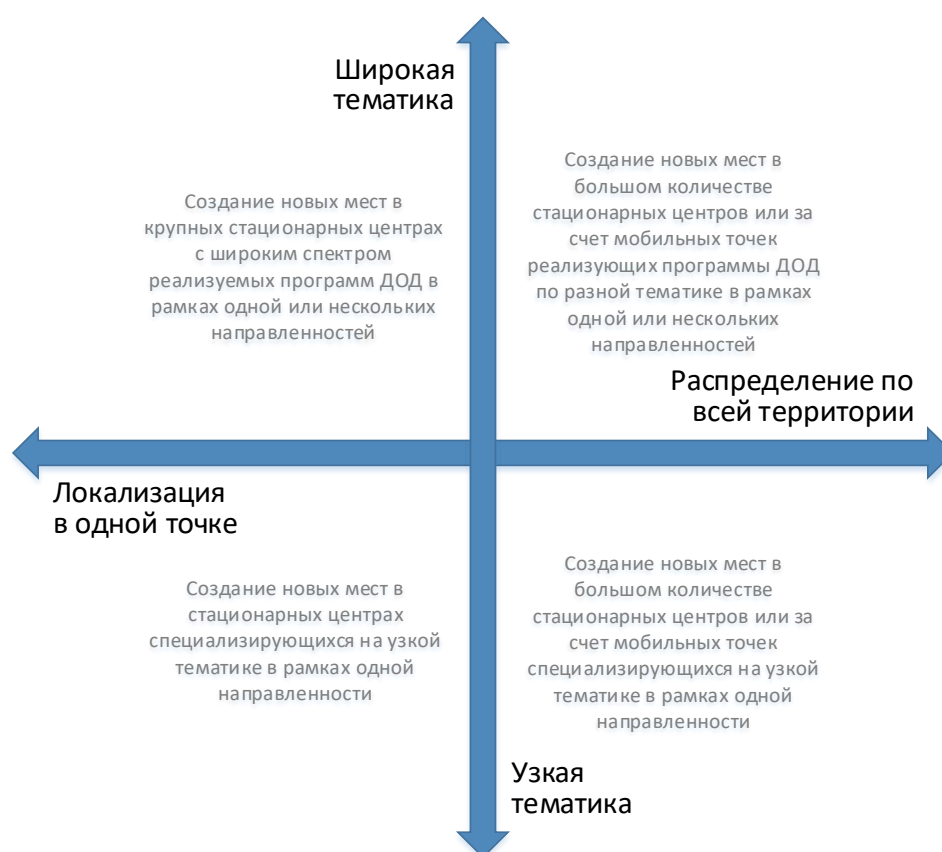 Широкая
тематика
Создание новых мест в
крупных стационарных центрах
с широким спектром
реализуемых программ ДОД в
рамках одной или нескольких
направленностей
Создание новых мест в
большом количестве
стационарных центров или за
счет мобильных точек
реализующих программы ДОД
по разной тематике в рамках
одной или нескольких
направленностей
Распределение по
всей территории
Локализация
в одной точке
Создание новых мест в
стационарных центрах
специализирующихся на узкой
тематике в рамках одной
направленности
Создание новых мест в
большом количестве
стационарных центров или за
счет мобильных точек
специализирующихся на узкой
тематике в рамках одной
направленности
Узкая
тематика